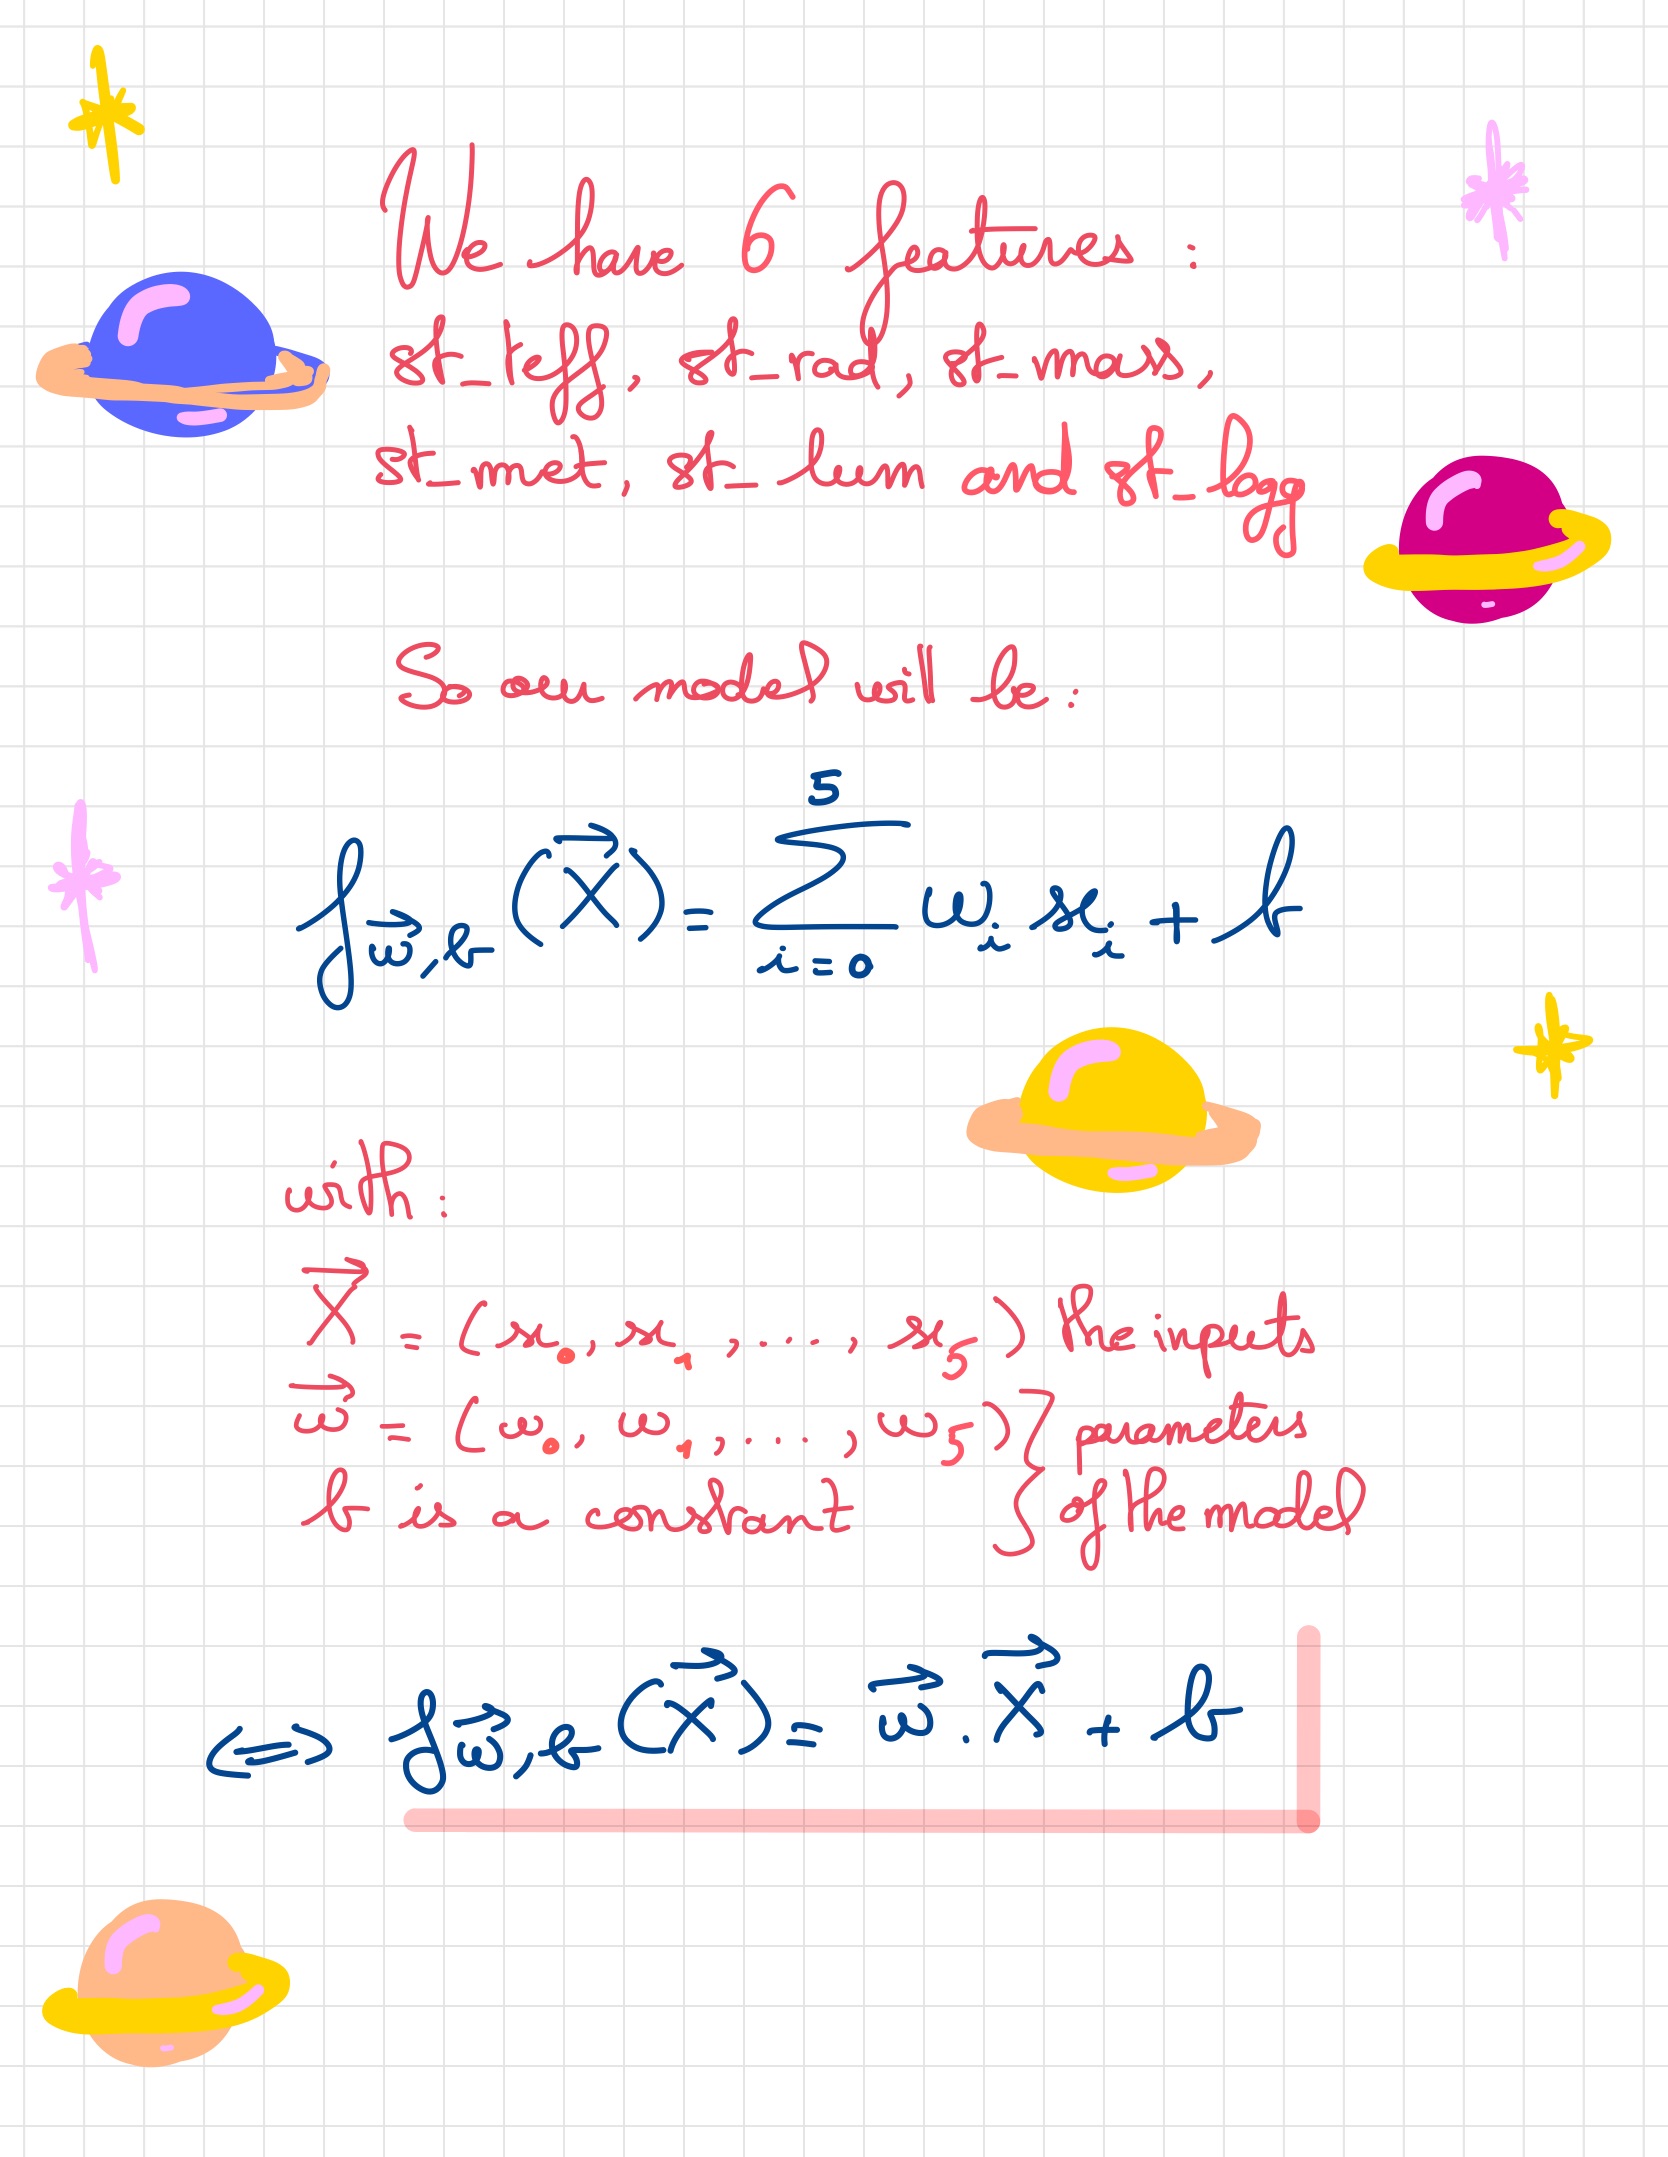 We have 6 features :
st_teff, st_rad, st_mass,
st_met, st_lum and st_logg
So our model will be :
f_{\vec{w},b}(\vec{X}) = \sum_{i=0}^{5} w_i x_i + b
with :
\vec{X} = (x_0, x_1, ..., x_5) the inputs
\vec{w} = (w_0, w_1, ..., w_5) } parameters
b is a constant } of the model
⇔ f_{\vec{w},b}(\vec{X}) = \vec{w} . \vec{X} + b